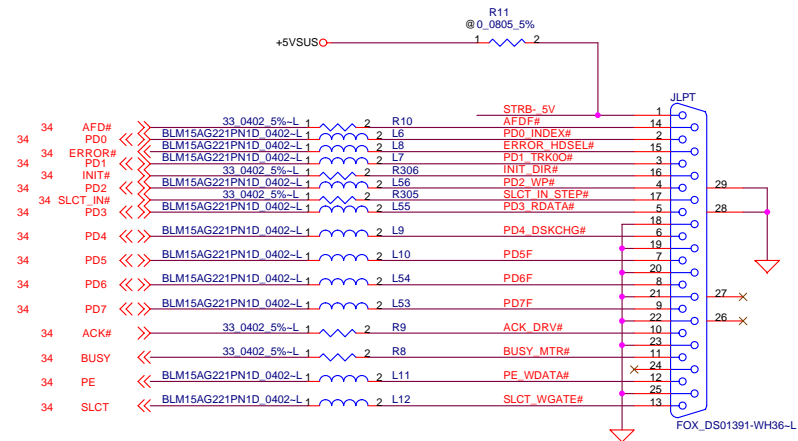 R11
@0_0805_5%
+5VSUS 1 2
JLPT
STRB-_5V 1
34 AFD# 33_0402_5%~L 1 2 R10 AFDF# 14
34 PD0 BLM15AG221PN1D_0402~L 1 2 L6 PD0_INDEX# 2
34 ERROR# BLM15AG221PN1D_0402~L 1 2 L8 ERROR_HDSEL# 15
34 PD1 BLM15AG221PN1D_0402~L 1 2 L7 PD1_TRK0O# 3
34 INIT# 33_0402_5%~L 1 2 R306 INIT_DIR# 16
34 PD2 BLM15AG221PN1D_0402~L 1 2 L56 PD2_WP# 4 29
34 SLCT_IN# 33_0402_5%~L 1 2 R305 SLCT_IN_STEP# 17
34 PD3 BLM15AG221PN1D_0402~L 1 2 L55 PD3_RDATA# 5 28
18
34 PD4 BLM15AG221PN1D_0402~L 1 2 L9 PD4_DSKCHG# 6
19
34 PD5 BLM15AG221PN1D_0402~L 1 2 L10 PD5F 7
20
34 PD6 BLM15AG221PN1D_0402~L 1 2 L54 PD6F 8
21 27
34 PD7 BLM15AG221PN1D_0402~L 1 2 L53 PD7F 9
22 26
34 ACK# 33_0402_5%~L 1 2 R9 ACK_DRV# 10
23
34 BUSY 33_0402_5%~L 1 2 R8 BUSY_MTR# 11
24
34 PE BLM15AG221PN1D_0402~L 1 2 L11 PE_WDATA# 12
25
34 SLCT BLM15AG221PN1D_0402~L 1 2 L12 SLCT_WGATE# 13
FOX_DS01391-WH36~L